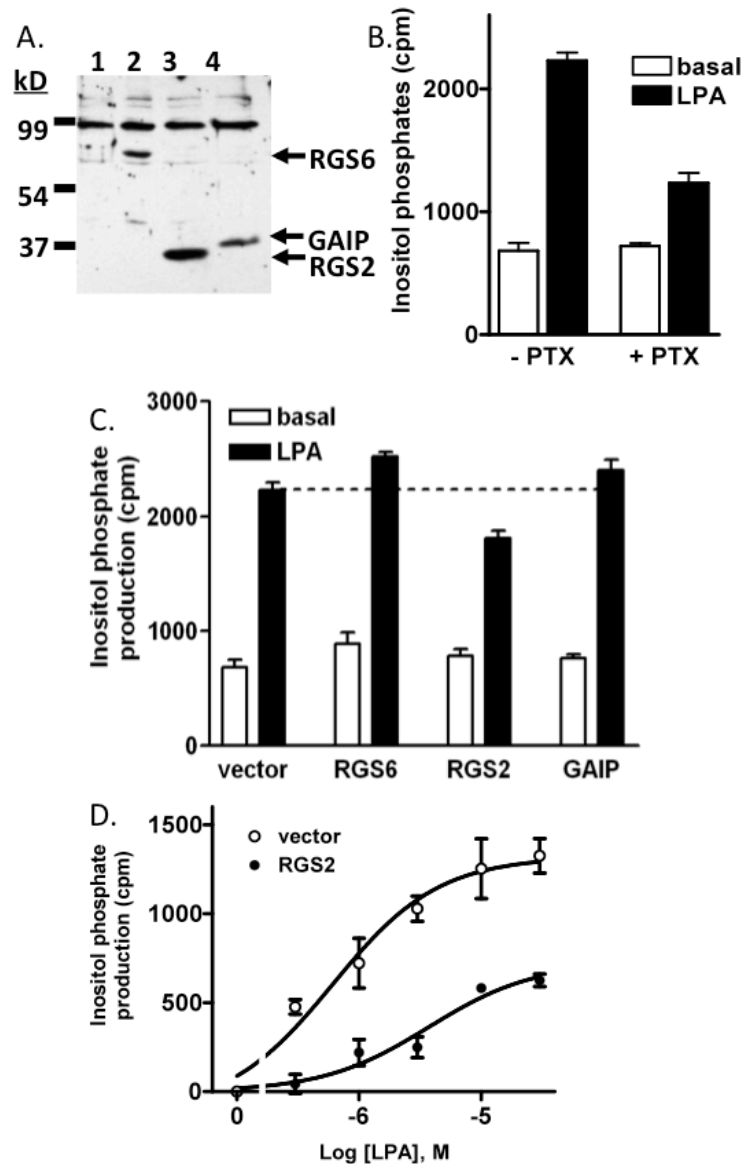 A.
1 2 3 4
kD
99
54
37
RGS6
GAIP
RGS2
B.
Inositol phosphates (cpm)
2000
1000
0
basal
LPA
- PTX + PTX
C.
Inositol phosphate
production (cpm)
3000
2000
1000
0
basal
LPA
vector RGS6 RGS2 GAIP
D.
Inositol phosphate
production (cpm)
1500
1000
500
0
vector
RGS2
0 -6 -5
Log [LPA], M